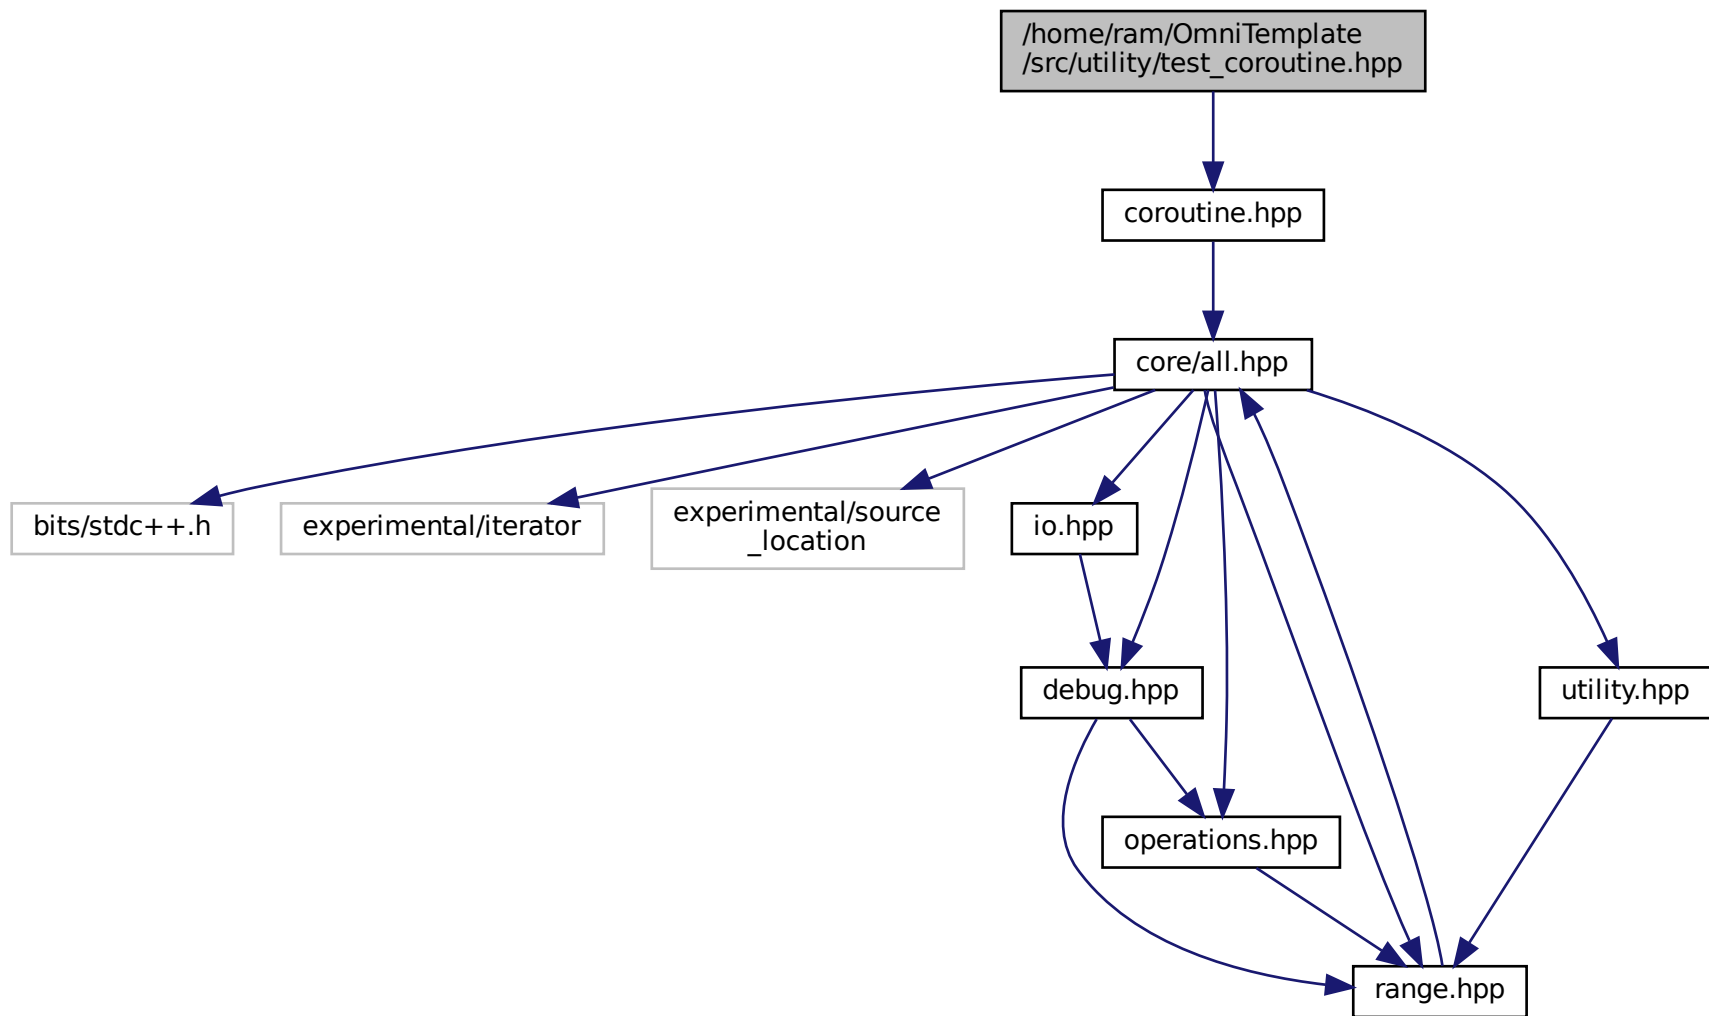 /home/ram/OmniTemplate
/src/utility/test_coroutine.hpp
coroutine.hpp
core/all.hpp
bits/stdc++.h
experimental/iterator
experimental/source
_location
io.hpp
debug.hpp
utility.hpp
operations.hpp
range.hpp